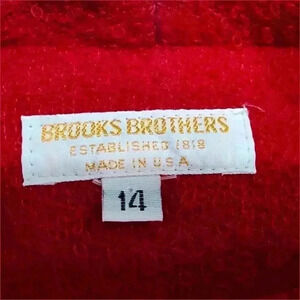 BROOKS BROTHERS
ESTABLISHED 1818
MADE IN U.S.A.
14